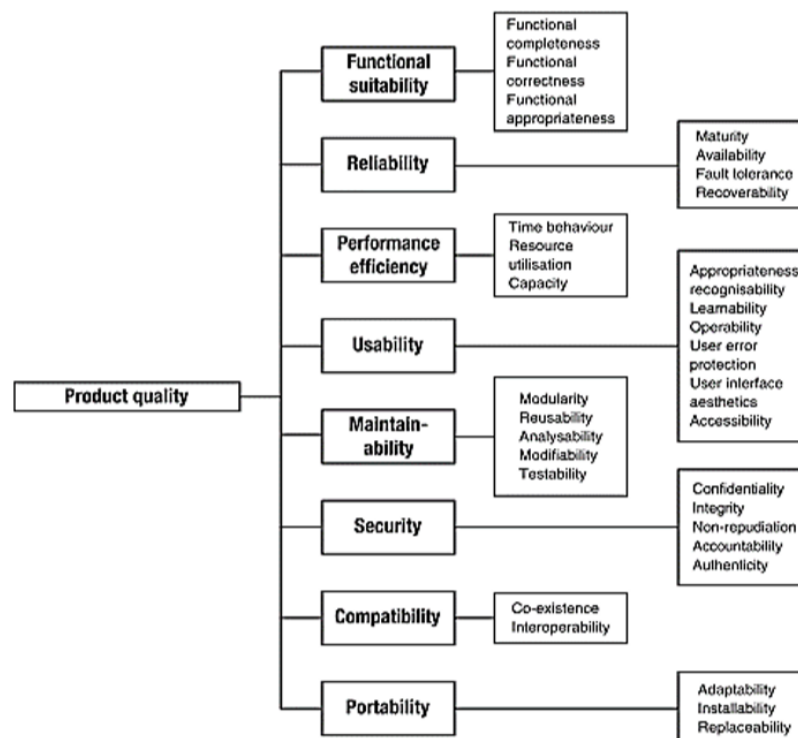 Product quality
Functional
suitability
Functional
completeness
Functional
correctness
Functional
appropriateness
Reliability
Maturity
Availability
Fault tolerance
Recoverability
Performance
efficiency
Time behaviour
Resource
utilisation
Capacity
Usability
Appropriateness
recognisability
Learnability
Operability
User error
protection
User interface
aesthetics
Accessibility
Maintain-
ability
Modularity
Reusability
Analysability
Modifiability
Testability
Security
Confidentiality
Integrity
Non-repudiation
Accountability
Authenticity
Compatibility
Co-existence
Interoperability
Portability
Adaptability
Installability
Replaceability